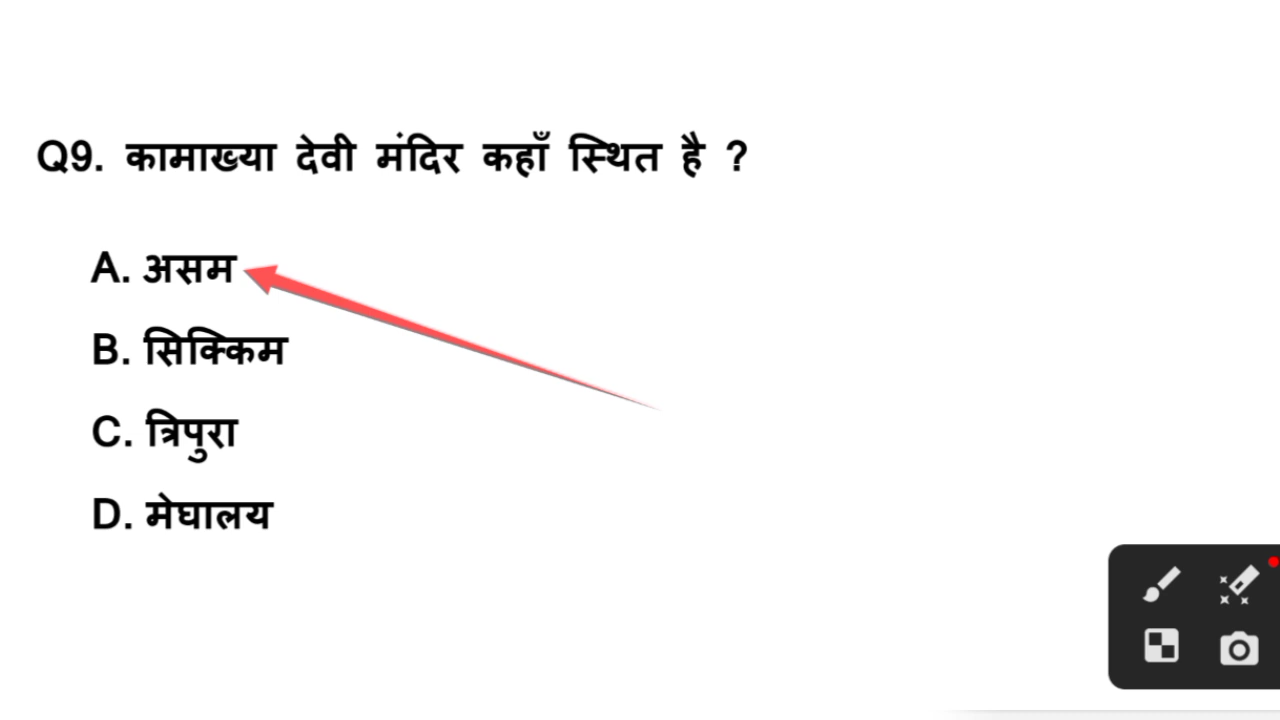 Q9. कामाख्या देवी मंदिर कहाँ स्थित है ?
A. असम
B. सिक्किम
C. त्रिपुरा
D. मेघालय